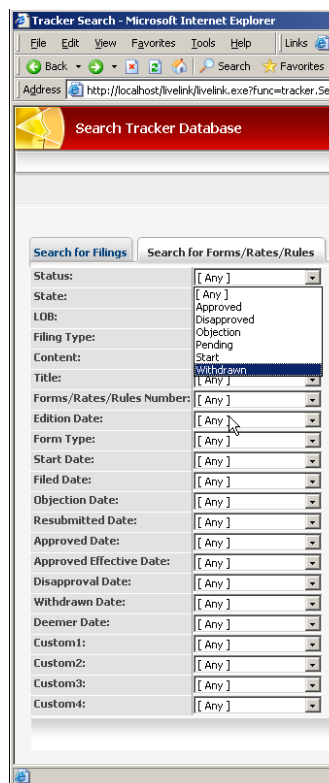 Tracker Search - Microsoft Internet Explorer
File Edit View Favorites Tools Help Links
Back Search Favorites
Address http://localhost/livelink/livelink.exe?func=tracker.Se
Search Tracker Database
Search for Filings Search for Forms/Rates/Rules
Status: [ Any ]
State: [ Any ]
Approved
LOB: Disapproved
Objection
Filing Type: Pending
Content: Start
Withdrawn
Title: [ Any ]
Forms/Rates/Rules Number: [ Any ]
Edition Date: [ Any ]
Form Type: [ Any ]
Start Date: [ Any ]
Filed Date: [ Any ]
Objection Date: [ Any ]
Resubmitted Date: [ Any ]
Approved Date: [ Any ]
Approved Effective Date: [ Any ]
Disapproval Date: [ Any ]
Withdrawn Date: [ Any ]
Deemer Date: [ Any ]
Custom1: [ Any ]
Custom2: [ Any ]
Custom3: [ Any ]
Custom4: [ Any ]